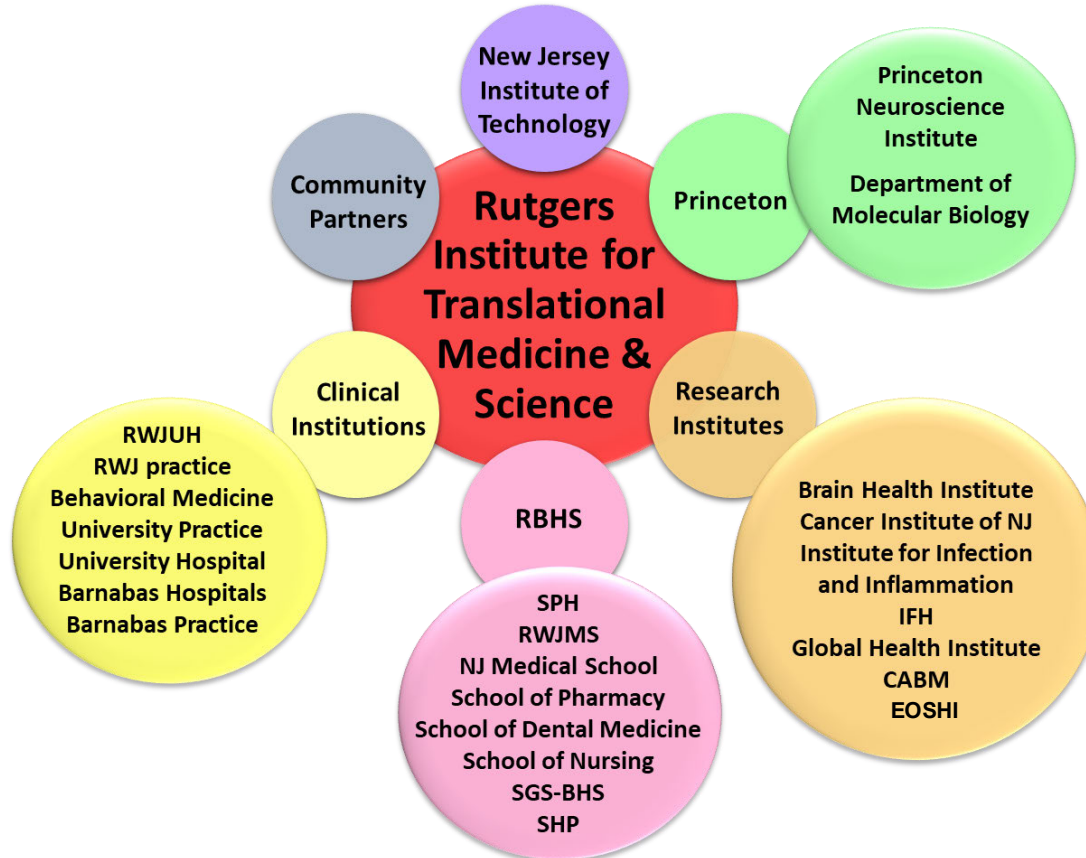 New Jersey
Institute of
Technology
Princeton
Neuroscience
Institute
Department of
Molecular Biology
Community
Partners
Princeton
Rutgers
Institute for
Translational
Medicine &
Science
Clinical
Institutions
Research
Institutes
RWJUH
RWJ practice
Behavioral Medicine
University Practice
University Hospital
Barnabas Hospitals
Barnabas Practice
RBHS
Brain Health Institute
Cancer Institute of NJ
Institute for Infection
and Inflammation
IFH
Global Health Institute
CABM
EOSHI
SPH
RWJMS
NJ Medical School
School of Pharmacy
School of Dental Medicine
School of Nursing
SGS-BHS
SHP